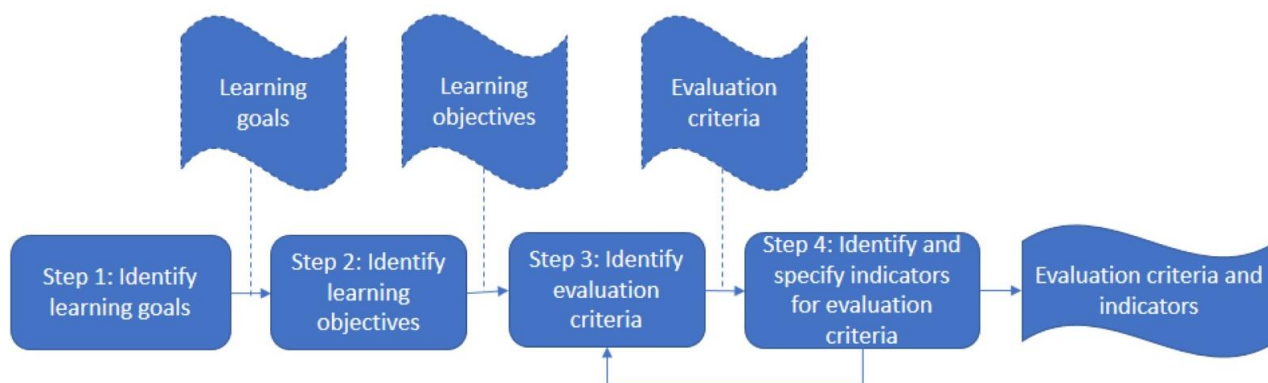 Learning
goals
Learning
objectives
Evaluation
criteria
Step 1: Identify
learning goals
Step 2: Identify
learning
objectives
Step 3: Identify
evaluation
criteria
Step 4: Identify and
specify indicators
for evaluation
criteria
Evaluation criteria and
indicators